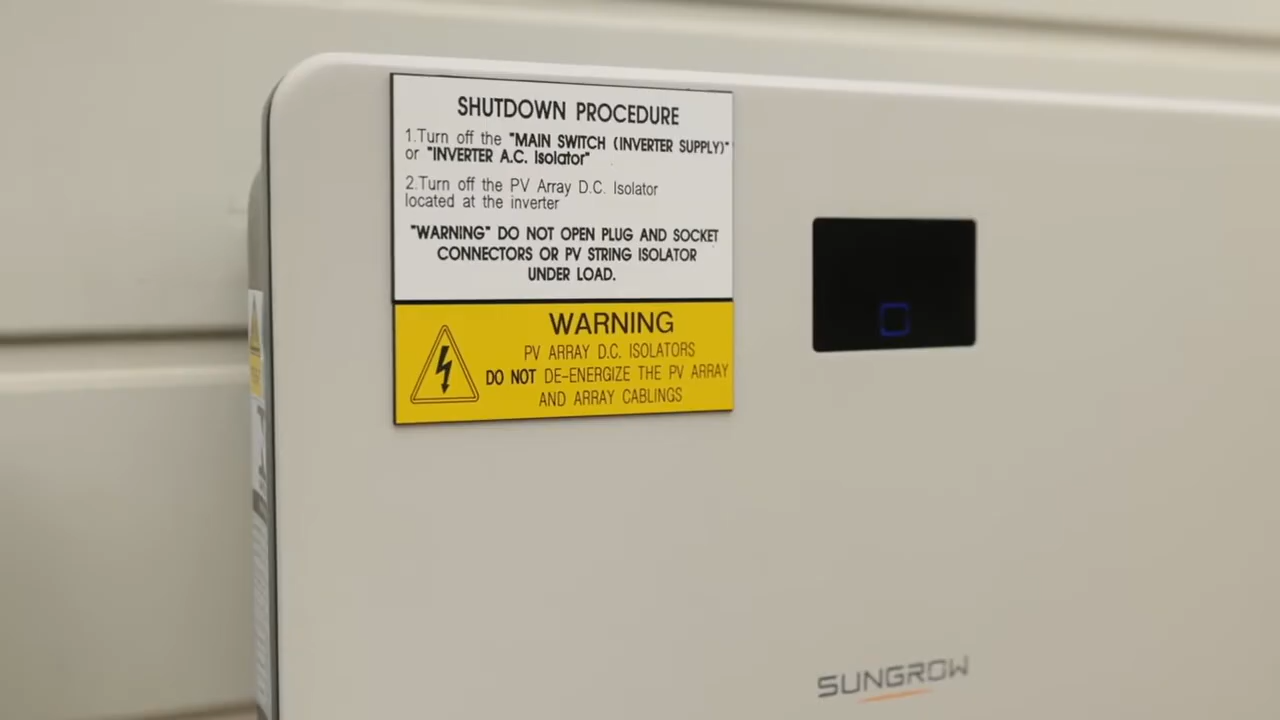 SHUTDOWN PROCEDURE
1.Turn off the "MAIN SWITCH (INVERTER SUPPLY)"
or "INVERTER A.C. Isolator"
2.Turn off the PV Array D.C. Isolator
located at the inverter
"WARNING" DO NOT OPEN PLUG AND SOCKET
CONNECTORS OR PV STRING ISOLATOR
UNDER LOAD.
WARNING
PV ARRAY D.C. ISOLATORS
DO NOT DE-ENERGIZE THE PV ARRAY
AND ARRAY CABLINGS
SUNGROW